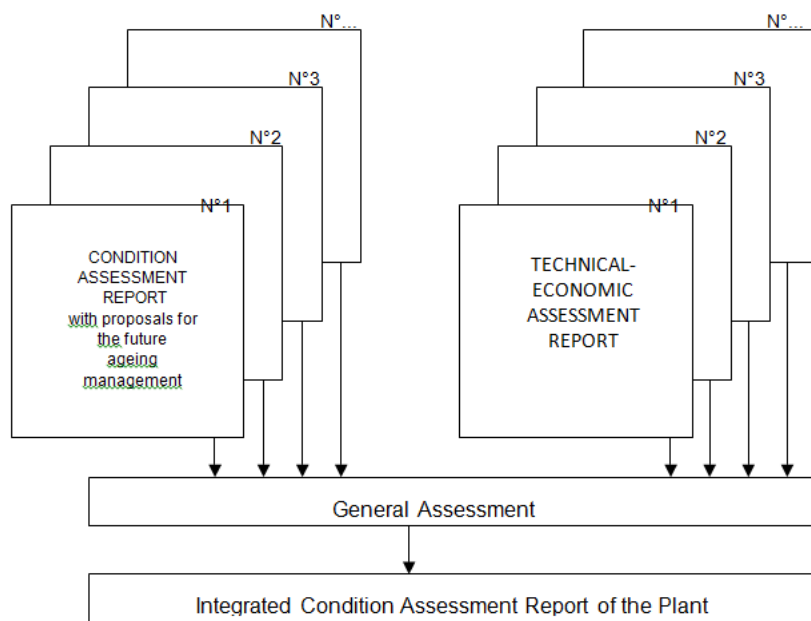 N°...
N°3
N°2
N°1
CONDITION
ASSESSMENT
REPORT
with proposals for
the future
ageing
management
N°...
N°3
N°2
N°1
TECHNICAL-
ECONOMIC
ASSESSMENT
REPORT
General Assessment
Integrated Condition Assessment Report of the Plant